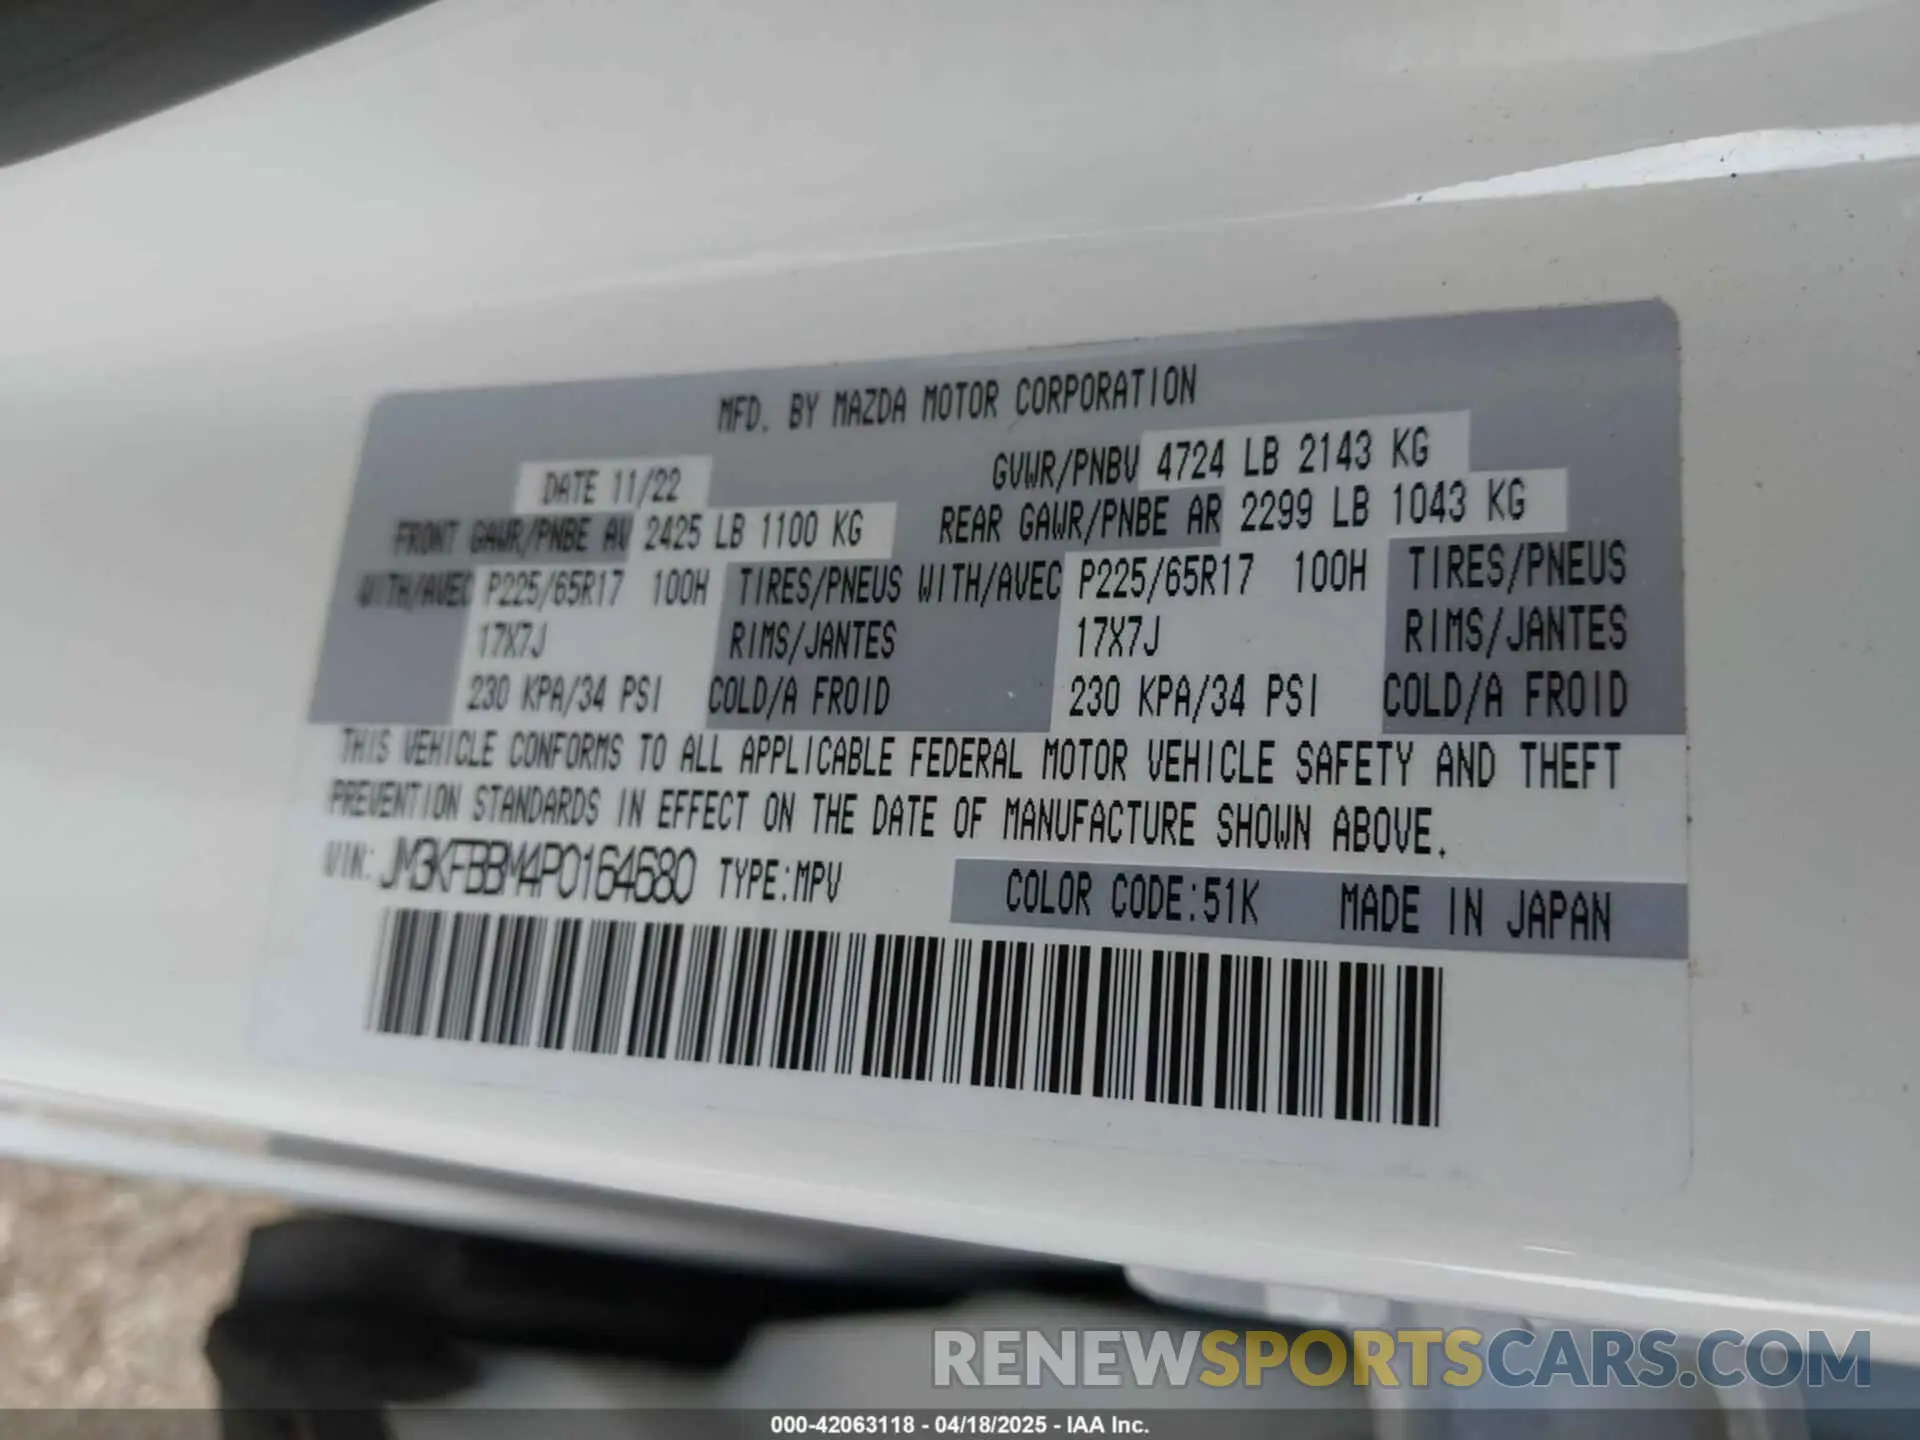 MFD. BY MAZDA MOTOR CORPORATION
DATE 11/22 GVWR/PNBV 4724 LB 2143 KG
FRONT GAWR/PNBE AV 2425 LB 1100 KG REAR GAWR/PNBE AR 2299 LB 1043 KG
WITH/AVEC P225/65R17 100H TIRES/PNEUS WITH/AVEC P225/65R17 100H TIRES/PNEUS
17X7J RIMS/JANTES 17X7J RIMS/JANTES
230 KPA/34 PSI COLD/A FROID 230 KPA/34 PSI COLD/A FROID
THIS VEHICLE CONFORMS TO ALL APPLICABLE FEDERAL MOTOR VEHICLE SAFETY AND THEFT
PREVENTION STANDARDS IN EFFECT ON THE DATE OF MANUFACTURE SHOWN ABOVE.
VIN: JM3KFBBM4P0164680 TYPE:MPV COLOR CODE:51K MADE IN JAPAN
RENEWSPORTSCARS.COM
000-42063118 - 04/18/2025 - IAA Inc.